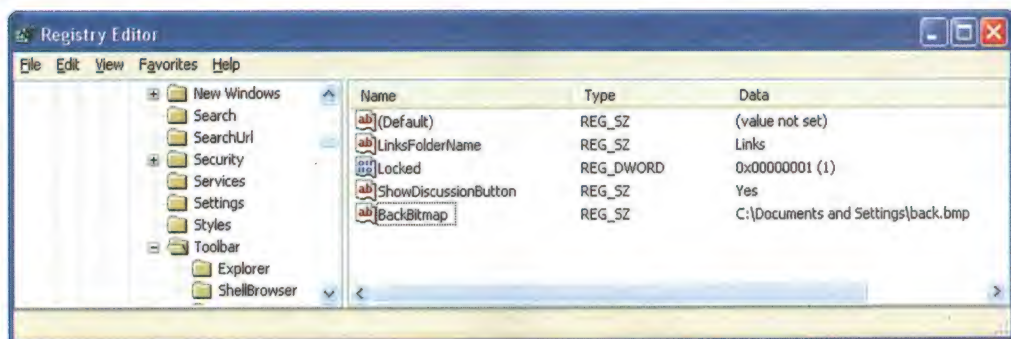 Registry Editor
File Edit View Favorites Help
New Windows
Search
SearchUrl
Security
Services
Settings
Styles
Toolbar
Explorer
ShellBrowser
Name Type Data
(Default) REG_SZ (value not set)
LinksFolderName REG_SZ Links
Locked REG_DWORD 0x00000001 (1)
ShowDiscussionButton REG_SZ Yes
BackBitmap REG_SZ C:\Documents and Settings\back.bmp